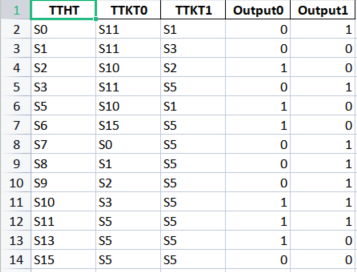 1 TTHT TTKT0 TTKT1 Output0 Output1
2 S0 S11 S1 0 1
3 S1 S11 S3 0 0
4 S2 S10 S2 1 0
5 S3 S11 S5 0 1
6 S5 S10 S1 1 0
7 S6 S15 S5 1 0
8 S7 S0 S5 0 1
9 S8 S1 S5 0 1
10 S9 S2 S5 0 1
11 S10 S3 S5 1 1
12 S11 S5 S5 1 1
13 S13 S5 S5 1 0
14 S15 S5 S5 0 0